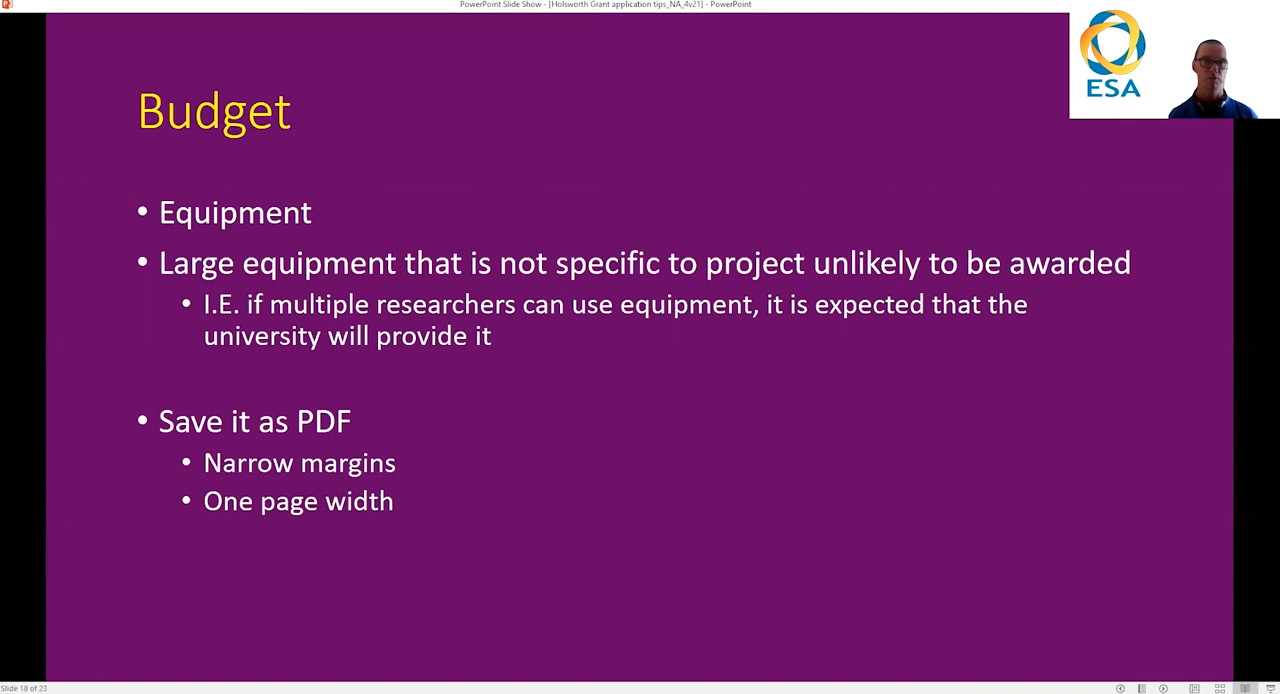 PowerPoint Slide Show - [Holsworth Grant application tips_NA_4v21] - PowerPoint
ESA
Budget
• Equipment
• Large equipment that is not specific to project unlikely to be awarded
• I.E. if multiple researchers can use equipment, it is expected that the
university will provide it
• Save it as PDF
• Narrow margins
• One page width
Slide 18 of 23